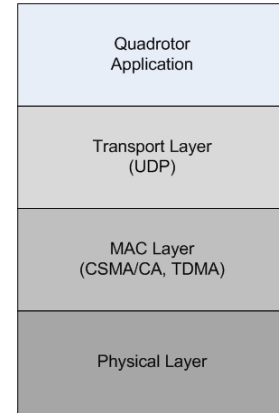 Quadrotor
Application
Transport Layer
(UDP)
MAC Layer
(CSMA/CA, TDMA)
Physical Layer